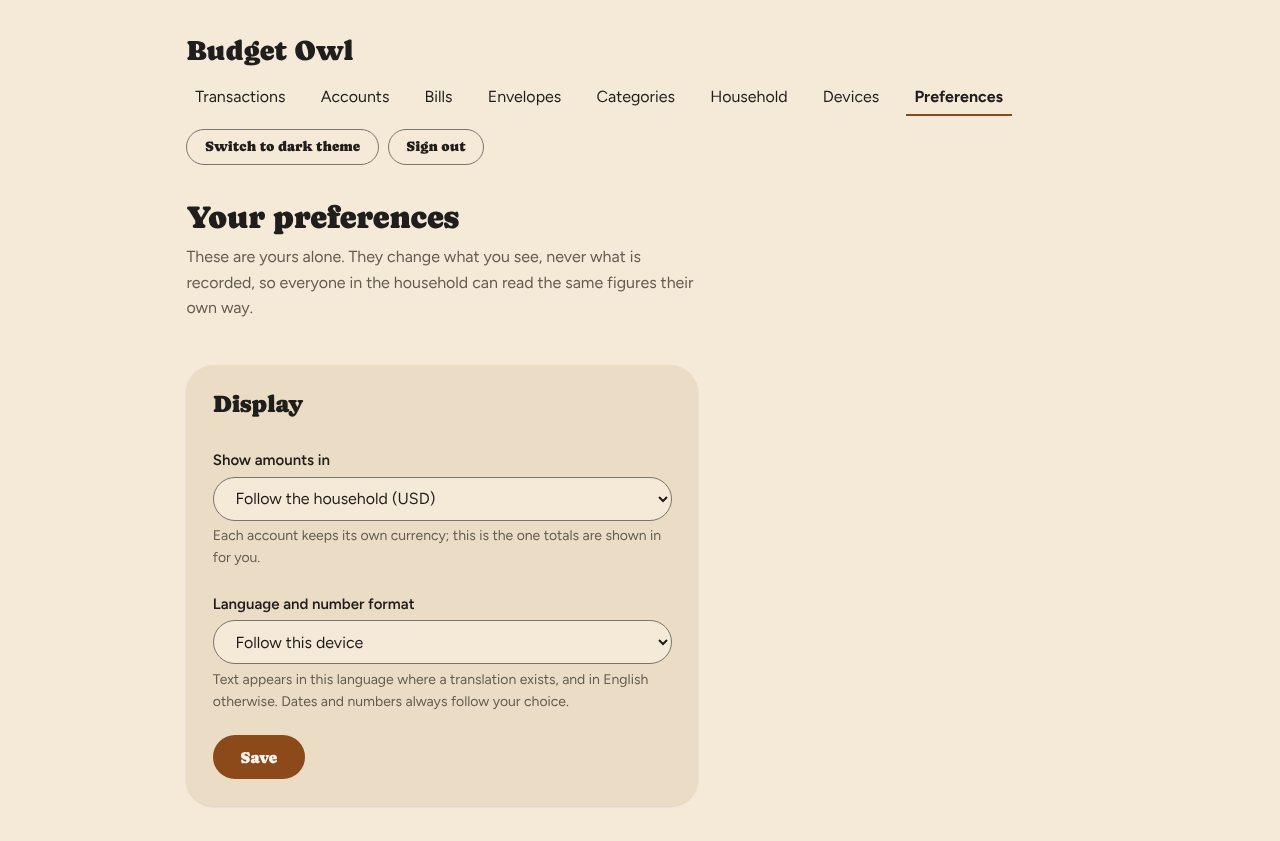 Budget Owl
Transactions Accounts Bills Envelopes Categories Household Devices Preferences
Switch to dark theme Sign out
Your preferences
These are yours alone. They change what you see, never what is
recorded, so everyone in the household can read the same figures their
own way.
Display
Show amounts in
Follow the household (USD)
Each account keeps its own currency; this is the one totals are shown in
for you.
Language and number format
Follow this device
Text appears in this language where a translation exists, and in English
otherwise. Dates and numbers always follow your choice.
Save